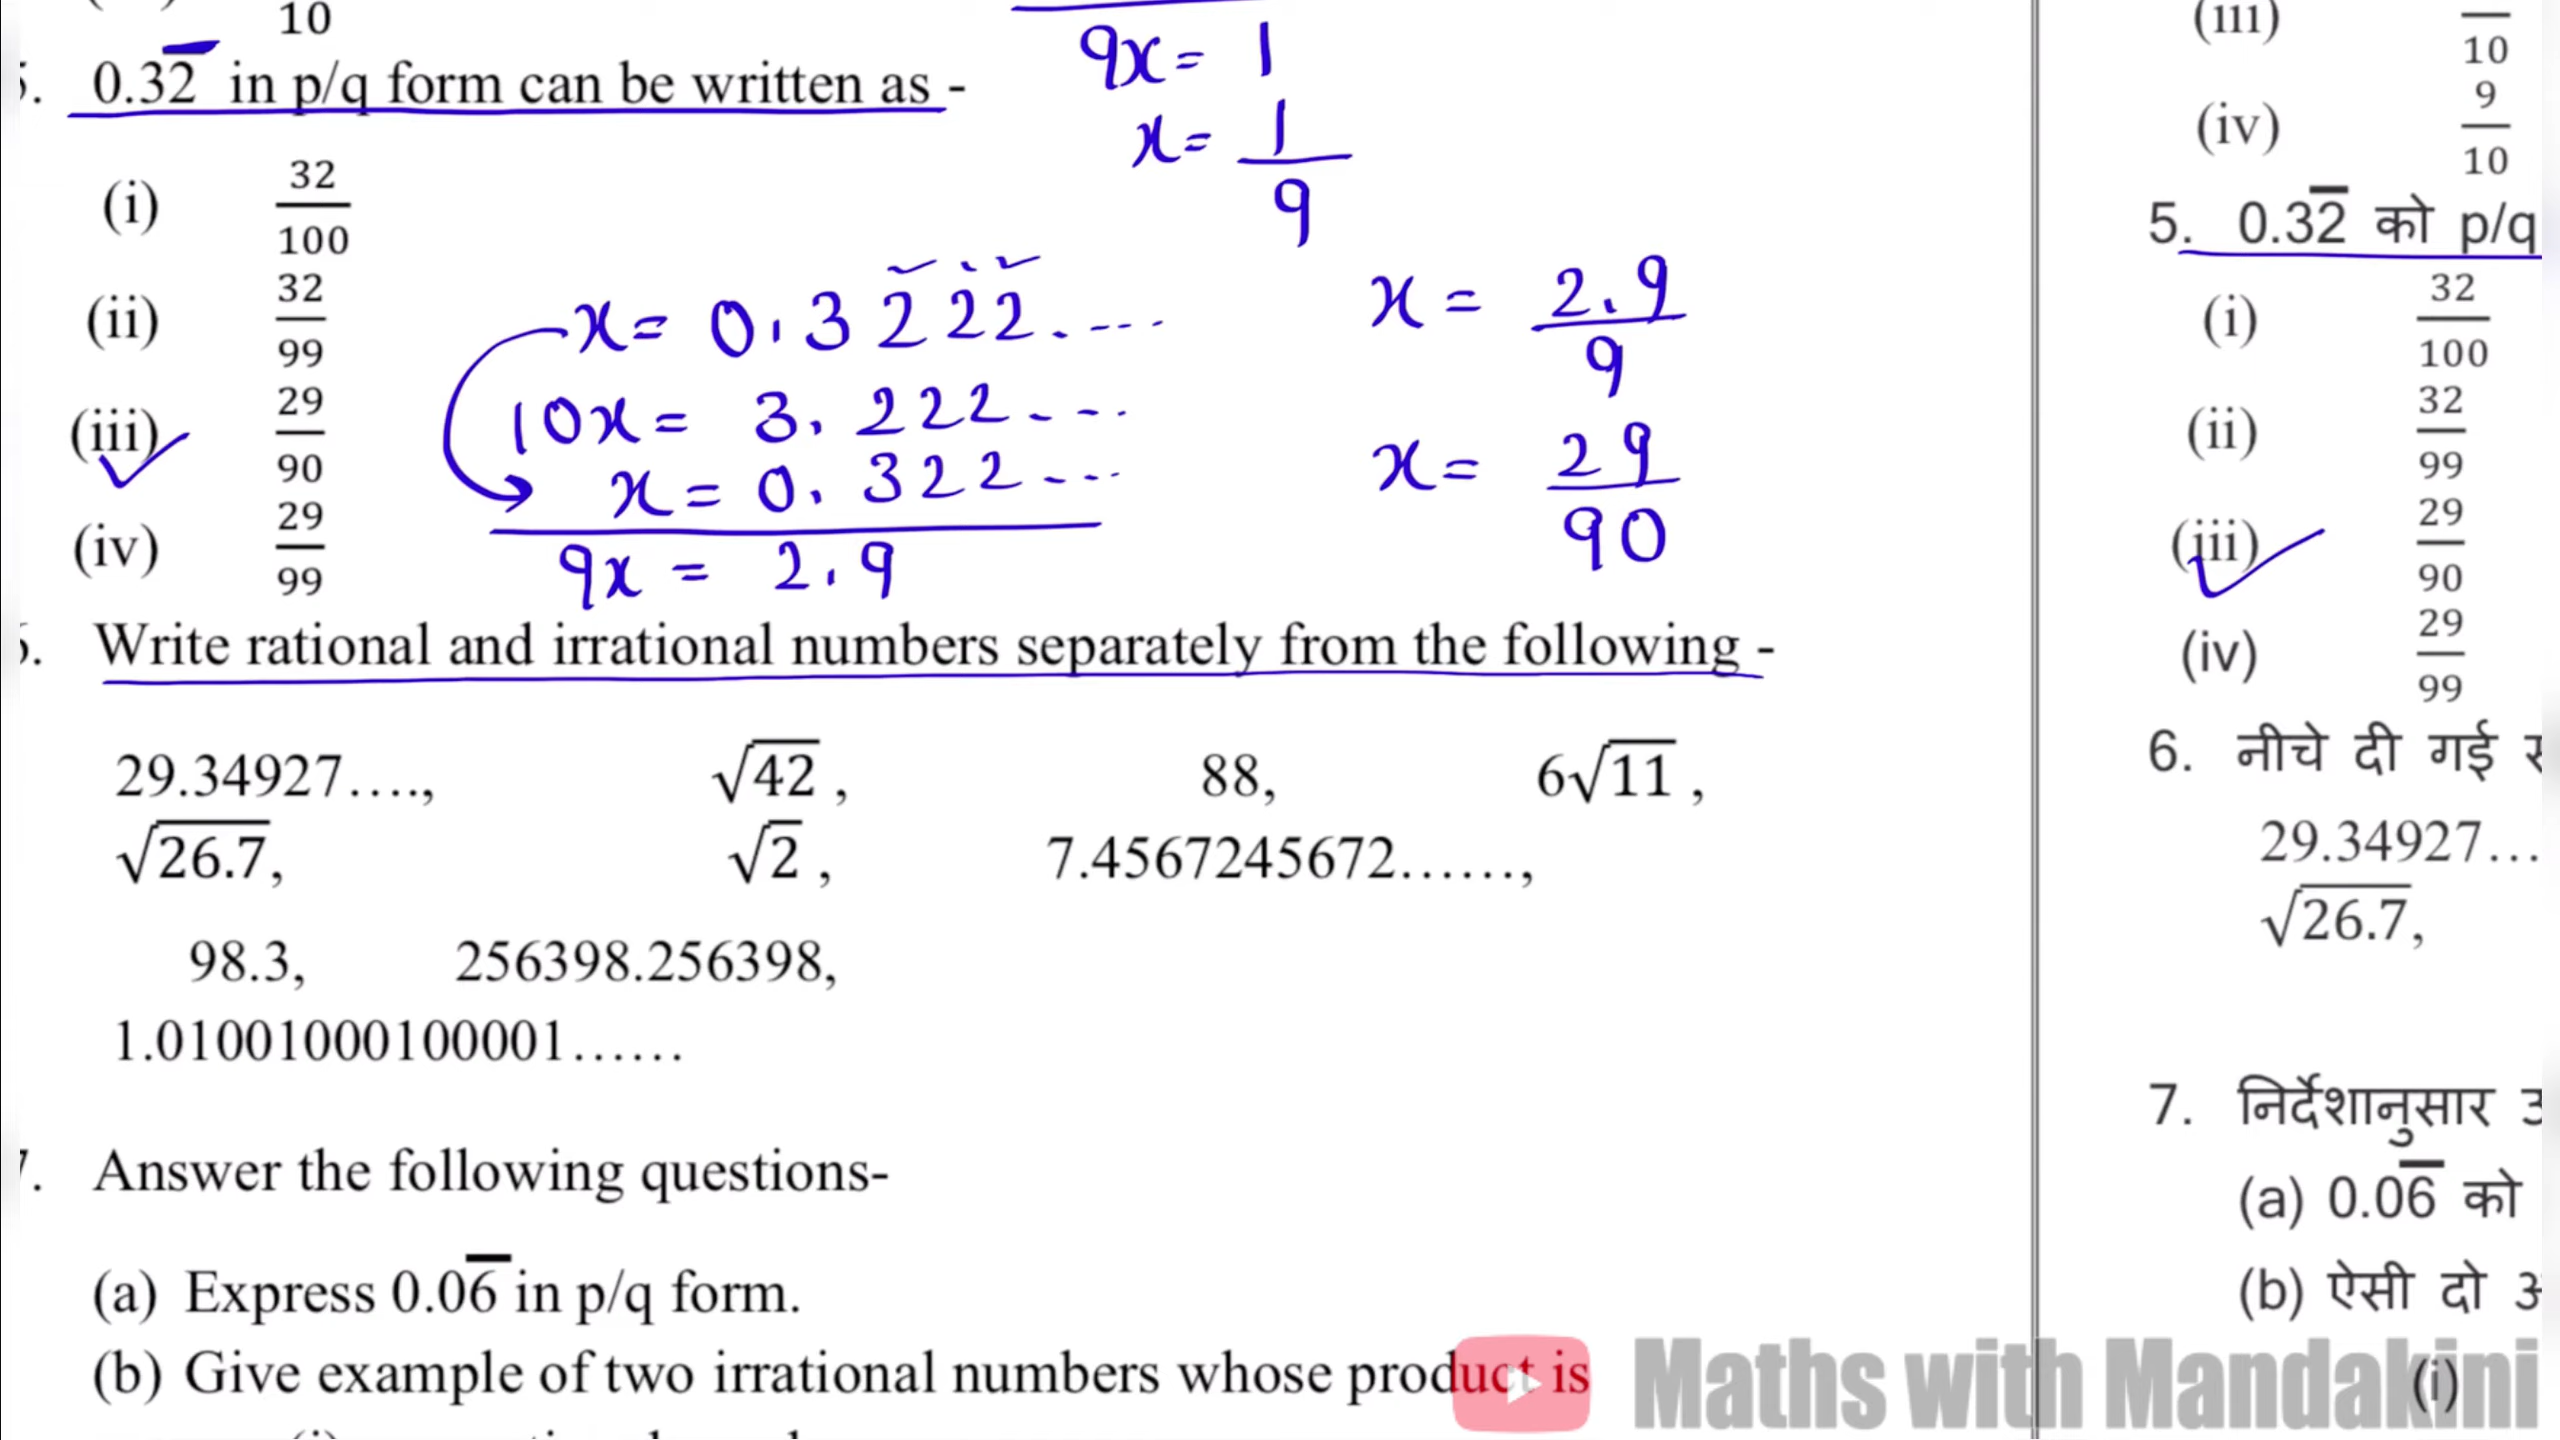 10
0.32̅ in p/q form can be written as -
(i) 32/100
(ii) 32/99
(iii) 29/90
(iv) 29/99
9x = 1
x = 1/9
x = 0.3222....
10x = 3.222...
x = 0.322...
9x = 2.9
x = 2.9/9
x = 29/90
Write rational and irrational numbers separately from the following -
29.34927...., √42 , 88, 6√11 ,
√26.7, √2 , 7.4567245672......,
98.3, 256398.256398,
1.01001000100001......
Answer the following questions-
(a) Express 0.06̅ in p/q form.
(b) Give example of two irrational numbers whose product is
(iii) 10
(iv) 9/10
5. 0.32̅ को p/q
(i) 32/100
(ii) 32/99
(iii) 29/90
(iv) 29/99
6. नीचे दी गई
29.34927...
√26.7,
7. निर्देशानुसार
(a) 0.06̅ को
(b) ऐसी दो
(i)
Maths with Mandakini